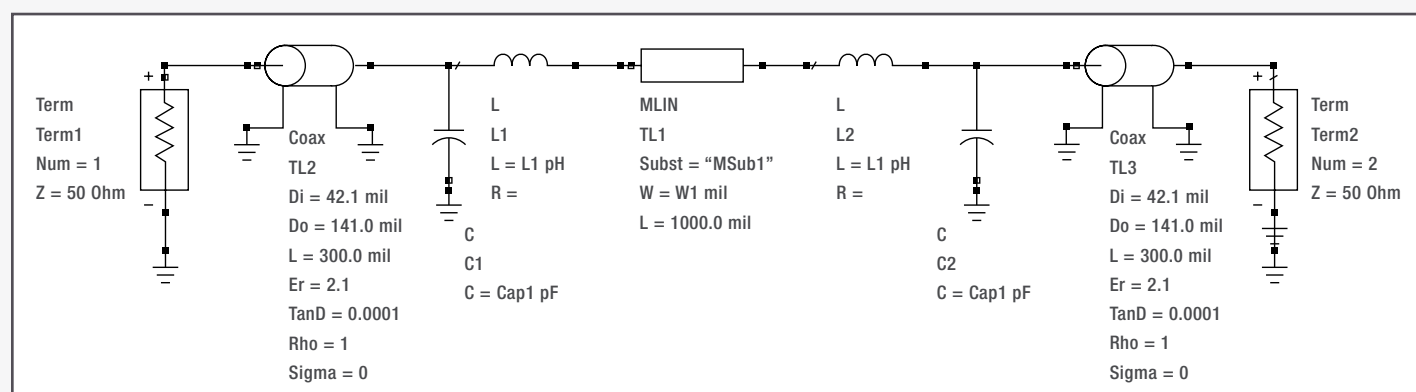 +
−
Term
Term1
Num = 1
Z = 50 Ohm
Coax
TL2
Di = 42.1 mil
Do = 141.0 mil
L = 300.0 mil
Er = 2.1
TanD = 0.0001
Rho = 1
Sigma = 0
L
L1
L = L1 pH
R =
C
C1
C = Cap1 pF
MLIN
TL1
Subst = “MSub1”
W = W1 mil
L = 1000.0 mil
L
L2
L = L1 pH
R =
C
C2
C = Cap1 pF
Coax
TL3
Di = 42.1 mil
Do = 141.0 mil
L = 300.0 mil
Er = 2.1
TanD = 0.0001
Rho = 1
Sigma = 0
+
−
Term
Term2
Num = 2
Z = 50 Ohm